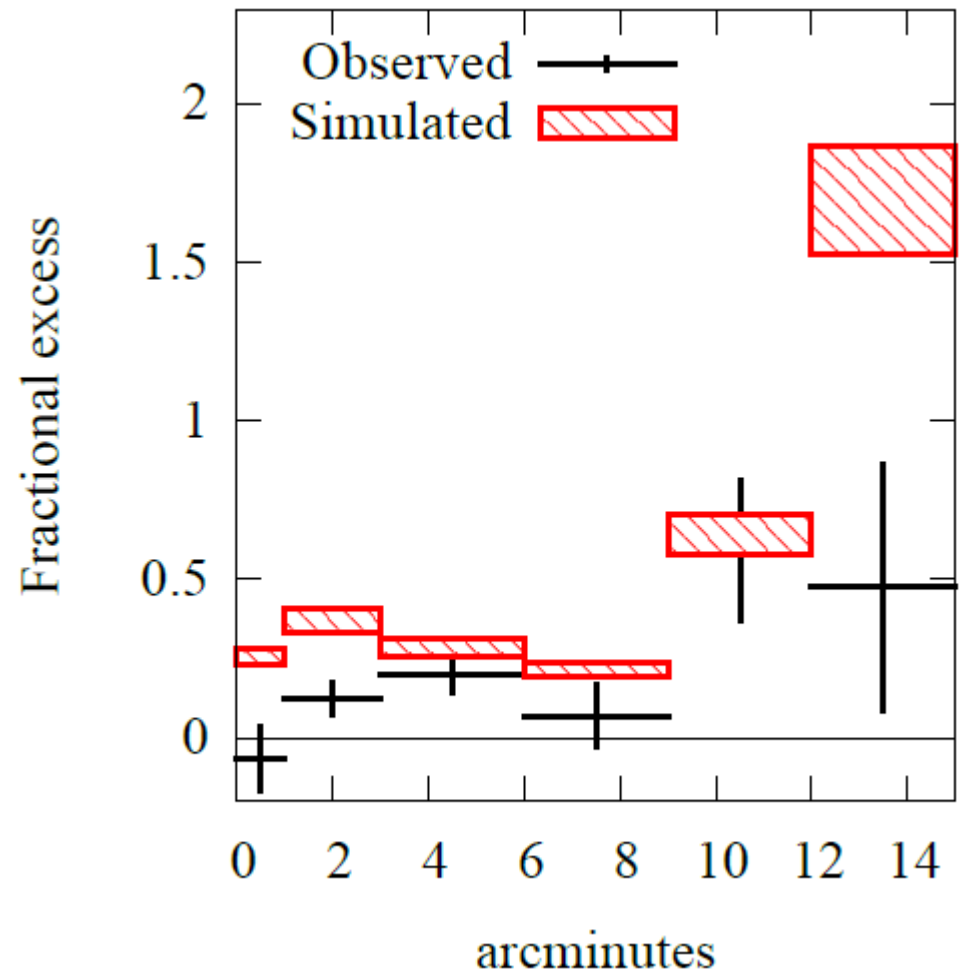 Observed
Simulated
2
1.5
1
0.5
0
Fractional excess
0 2 4 6 8 10 12 14
arcminutes